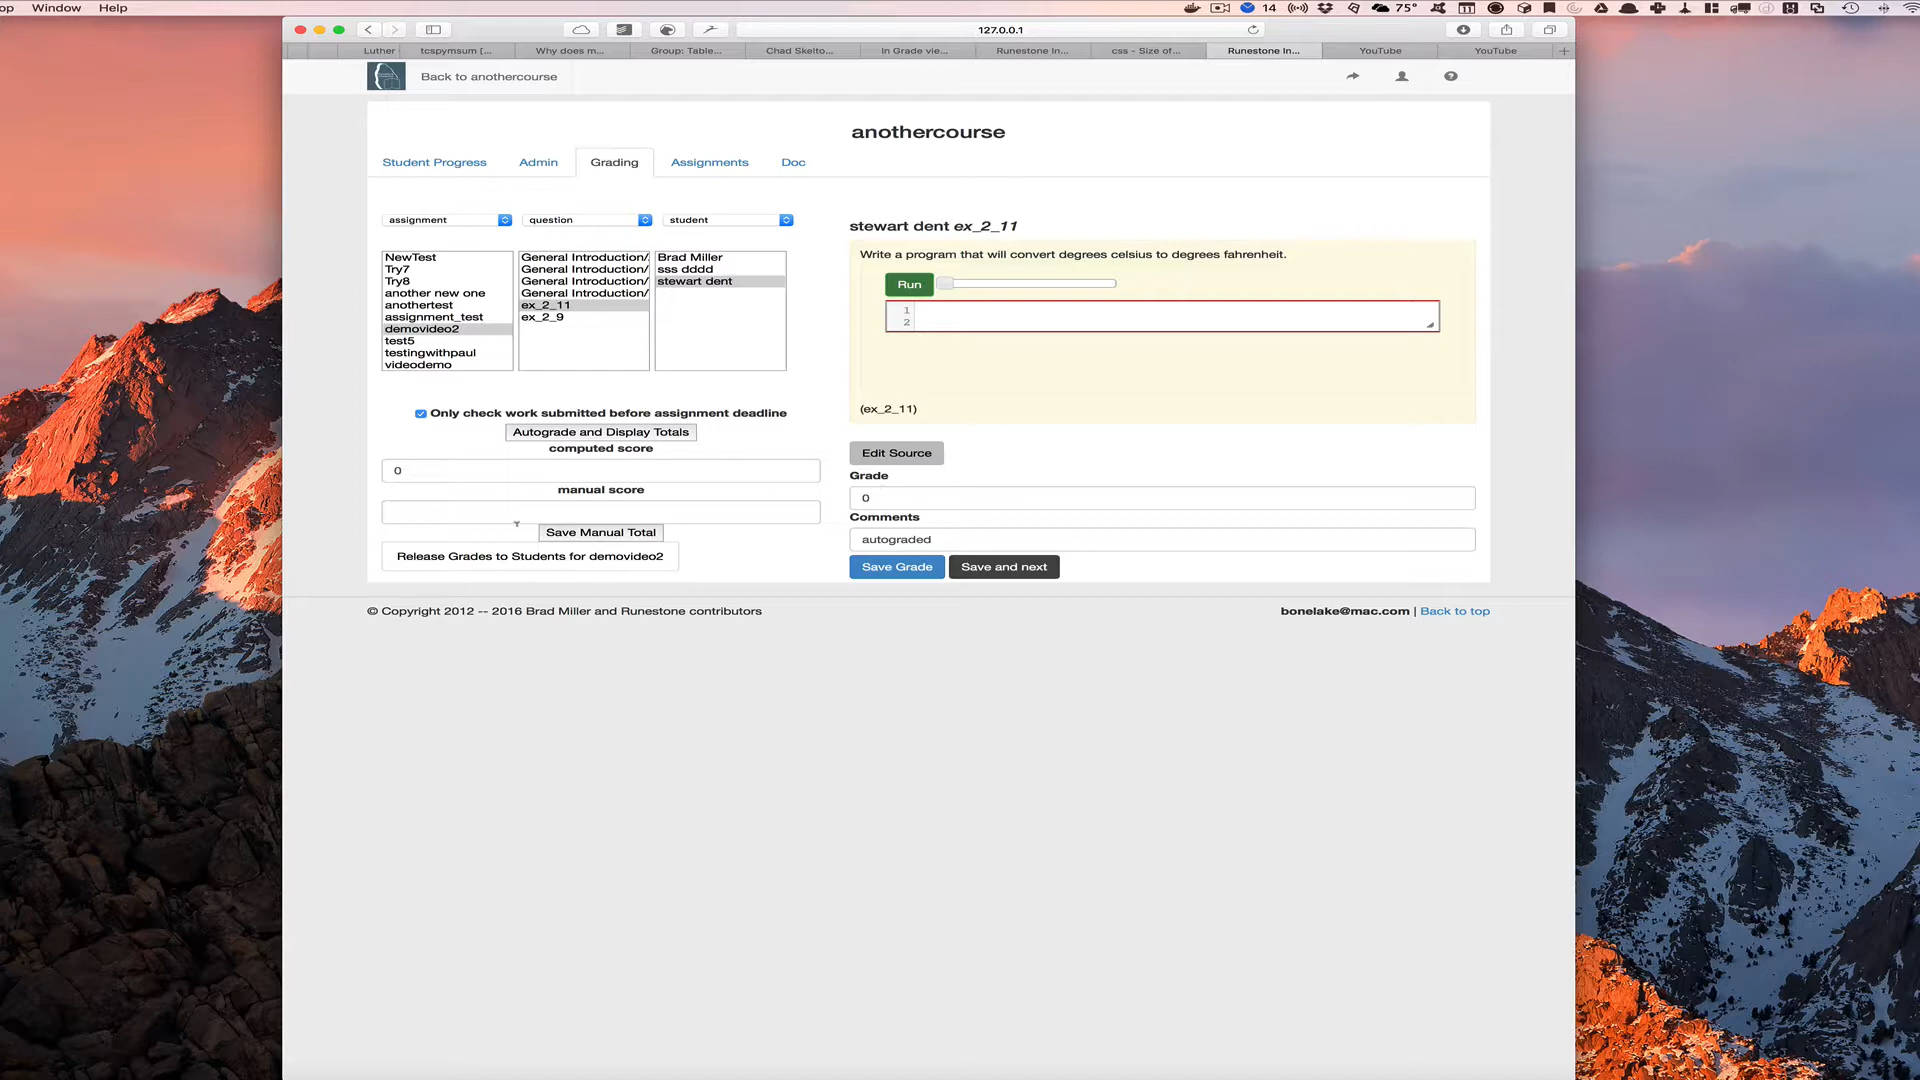 op Window Help
14 75° 11
127.0.0.1
Luther tcspymsum [... Why does m... Group: Table... Chad Skelto... In Grade vie... Runestone In... css - Size of... Runestone In... YouTube YouTube
Back to anothercourse
anothercourse
Student Progress Admin Grading Assignments Doc
assignment question student
NewTest
Try7
Try8
another new one
anothertest
assignment_test
demovideo2
test5
testingwithpaul
videodemo
General Introduction/
General Introduction/
General Introduction/
General Introduction/
ex_2_11
ex_2_9
Brad Miller
sss dddd
stewart dent
Only check work submitted before assignment deadline
Autograde and Display Totals
computed score
0
manual score
Save Manual Total
Release Grades to Students for demovideo2
stewart dent ex_2_11
Write a program that will convert degrees celsius to degrees fahrenheit.
Run
1
2
(ex_2_11)
Edit Source
Grade
0
Comments
autograded
Save Grade Save and next
© Copyright 2012 -- 2016 Brad Miller and Runestone contributors
bonelake@mac.com | Back to top